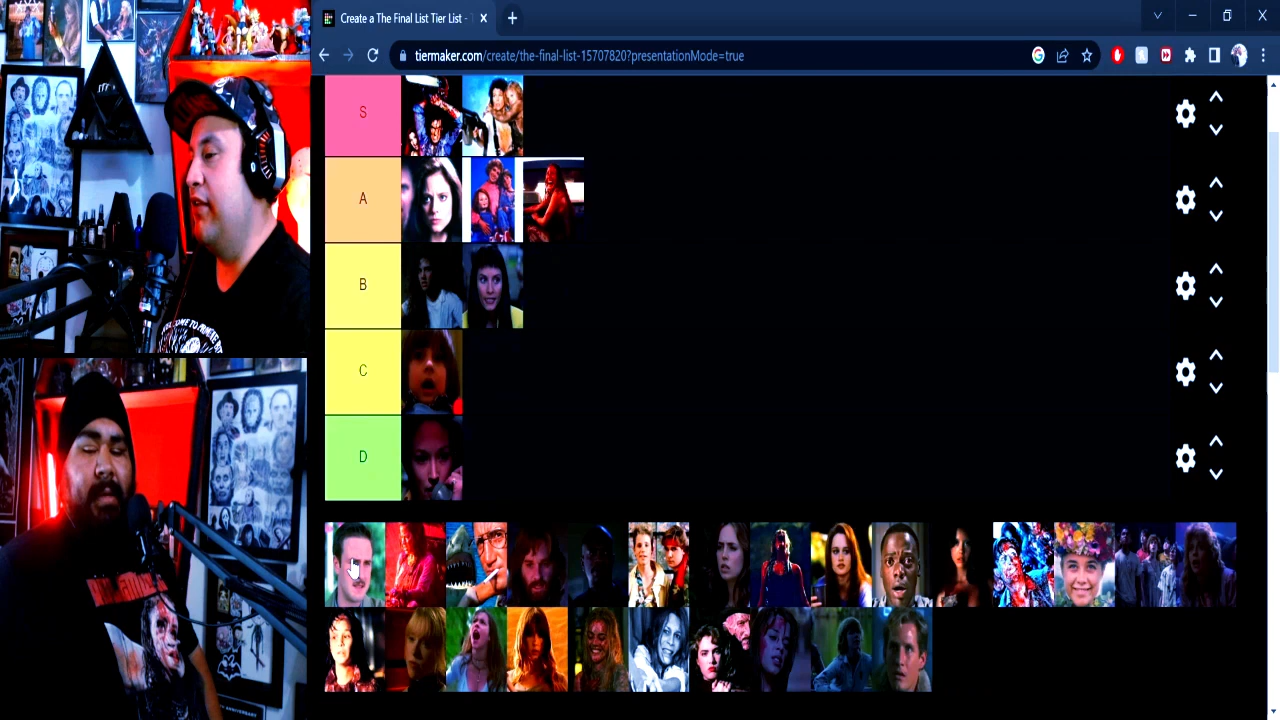 Create a The Final List Tier List -
tiermaker.com/create/the-final-list-15707820?presentationMode=true
S
A
B
C
D